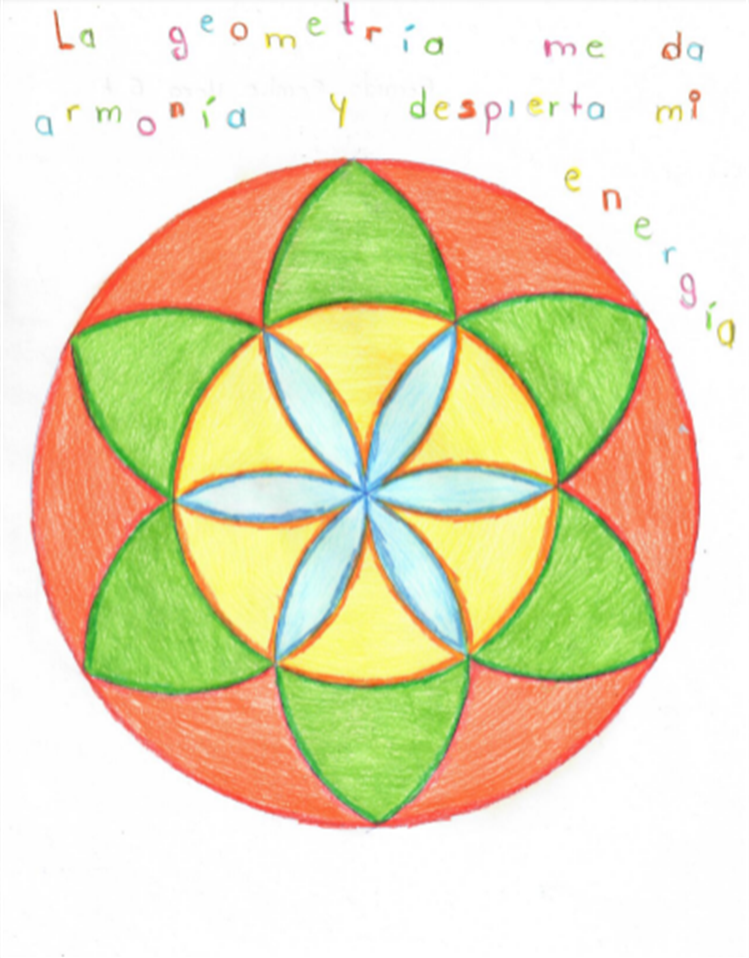 La geometría me da
armonía y despierta mi
energía